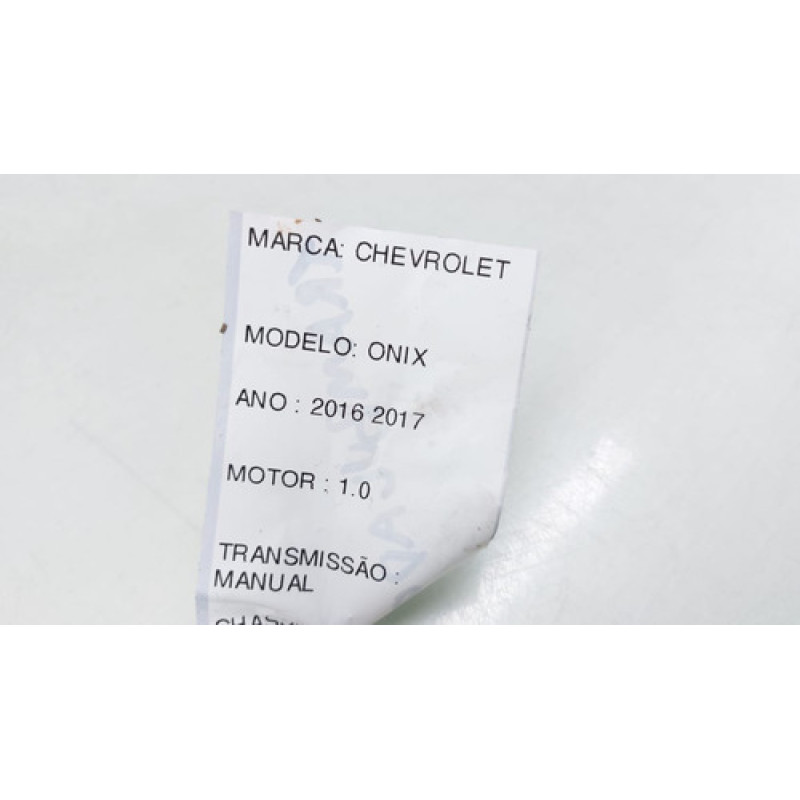 MARCA: CHEVROLET
MODELO: ONIX
ANO : 2016 2017
MOTOR : 1.0
TRANSMISSÃO :
MANUAL